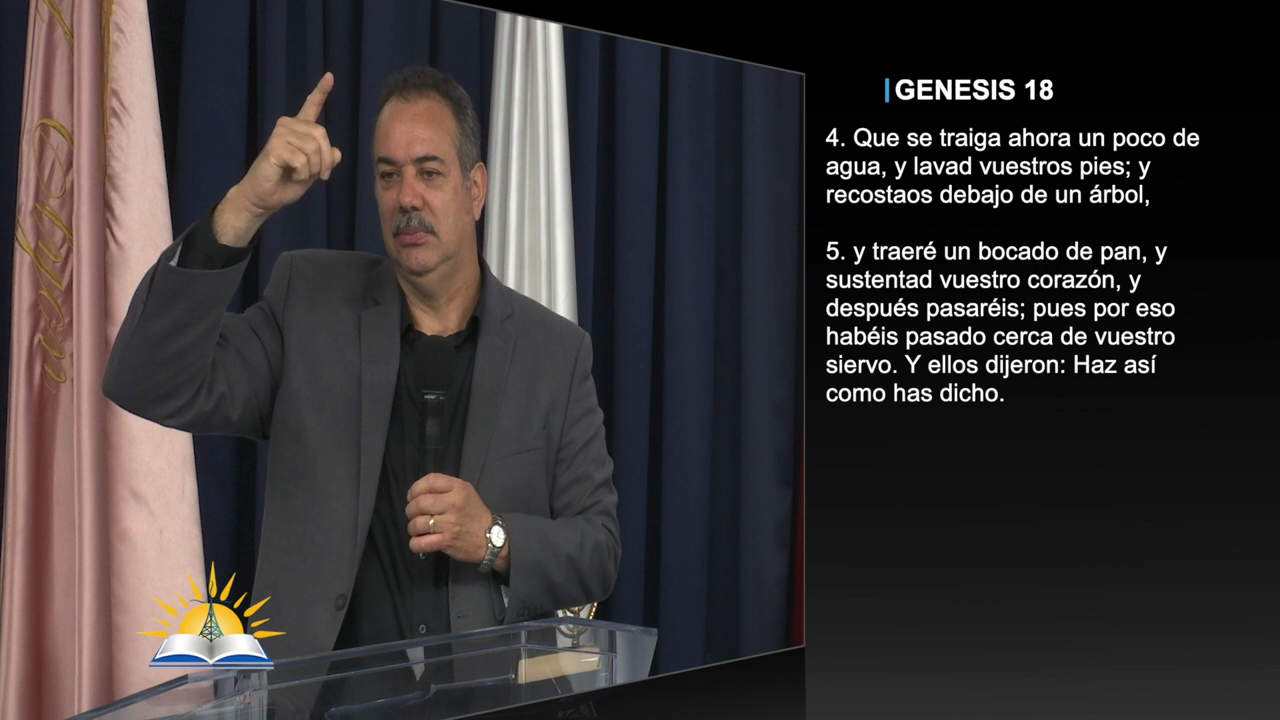 GENESIS 18
4. Que se traiga ahora un poco de
agua, y lavad vuestros pies; y
recostaos debajo de un árbol,
5. y traeré un bocado de pan, y
sustentad vuestro corazón, y
después pasaréis; pues por eso
habéis pasado cerca de vuestro
siervo. Y ellos dijeron: Haz así
como has dicho.